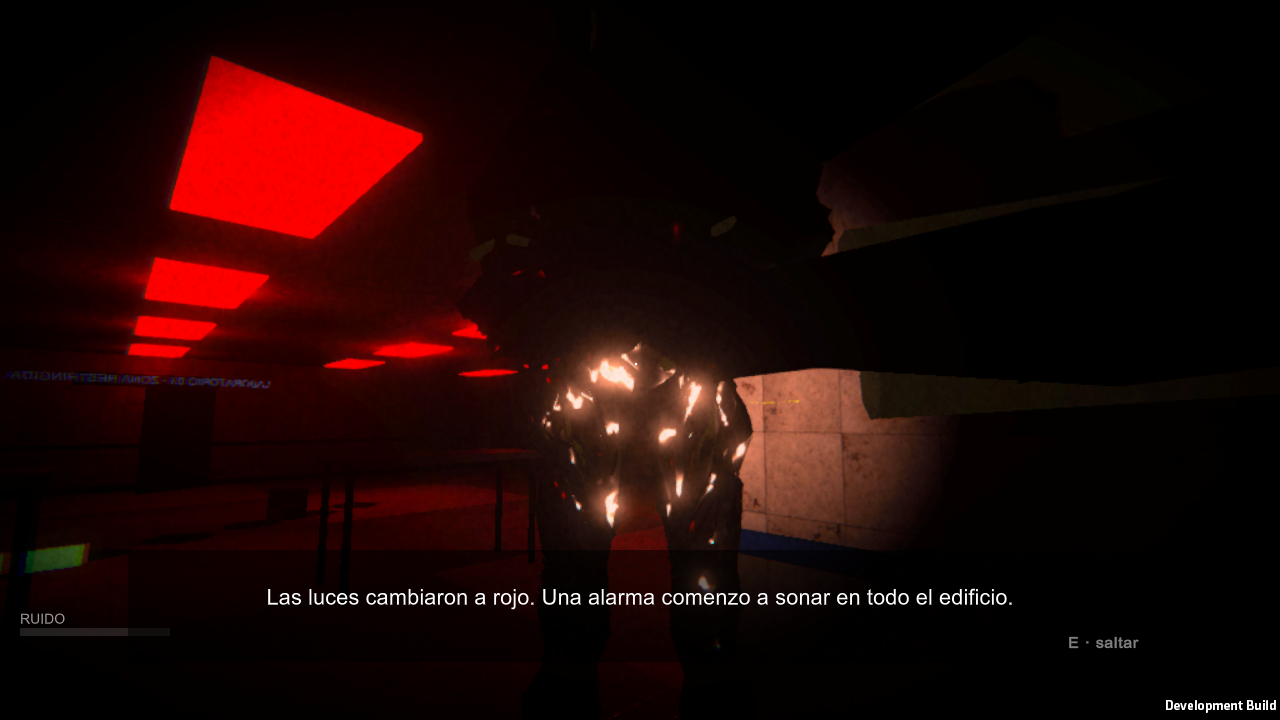 Las luces cambiaron a rojo. Una alarma comenzo a sonar en todo el edificio.
RUIDO
E · saltar
Development Build